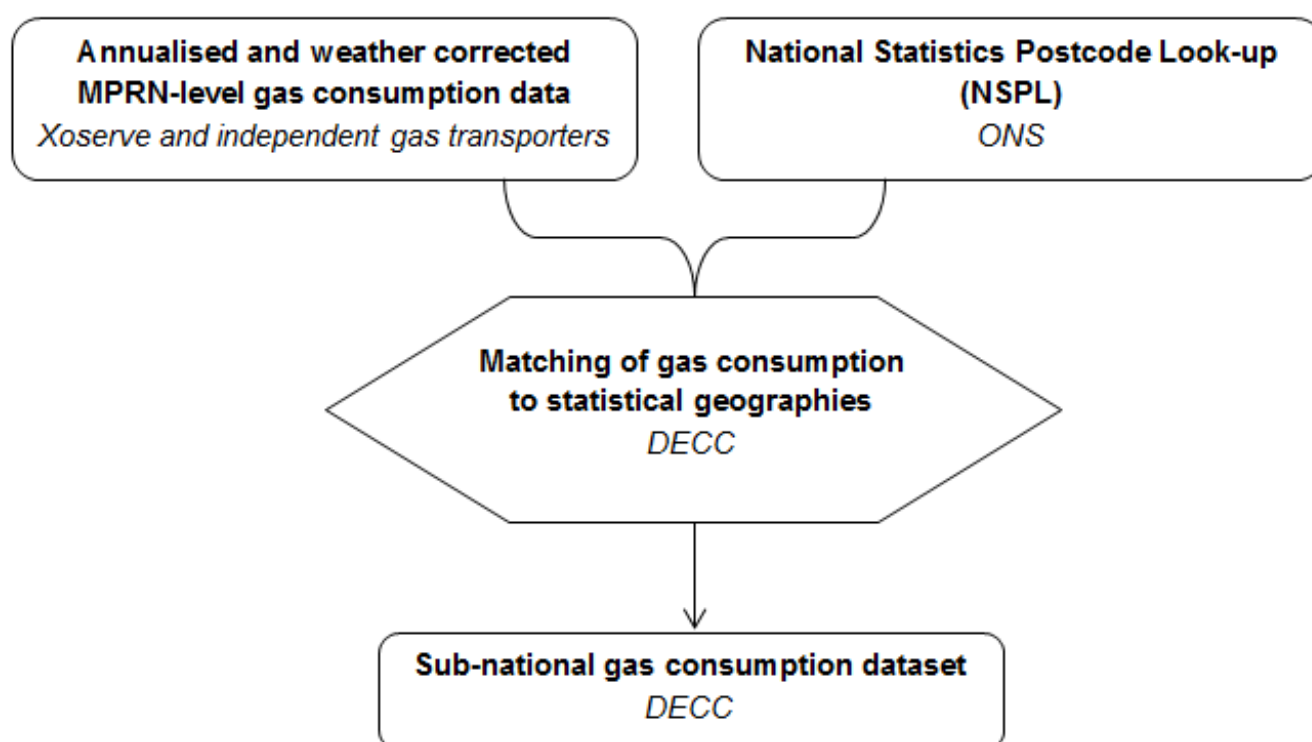 Annualised and weather corrected
MPRN-level gas consumption data
Xoserve and independent gas transporters
National Statistics Postcode Look-up
(NSPL)
ONS
Matching of gas consumption
to statistical geographies
DECC
Sub-national gas consumption dataset
DECC